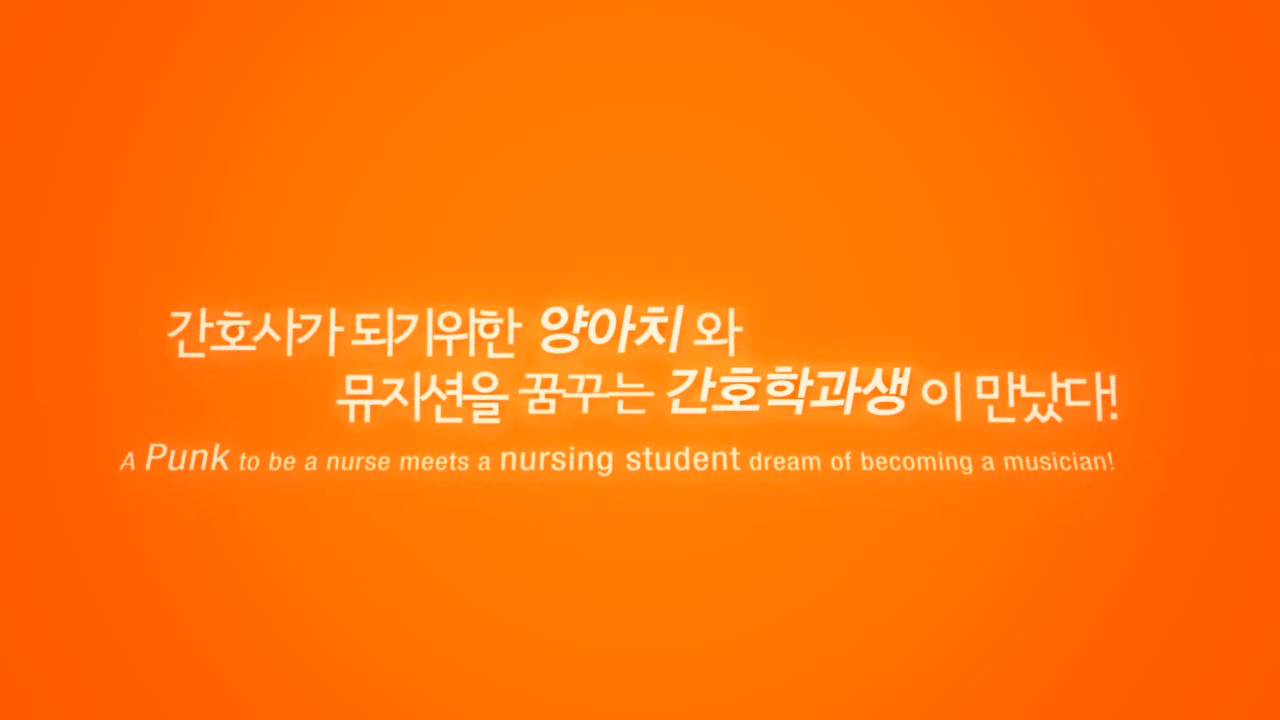 간호사가 되기위한 양아치 와
뮤지션을 꿈꾸는 간호학과생 이 만났다!
A Punk to be a nurse meets a nursing student dream of becoming a musician!